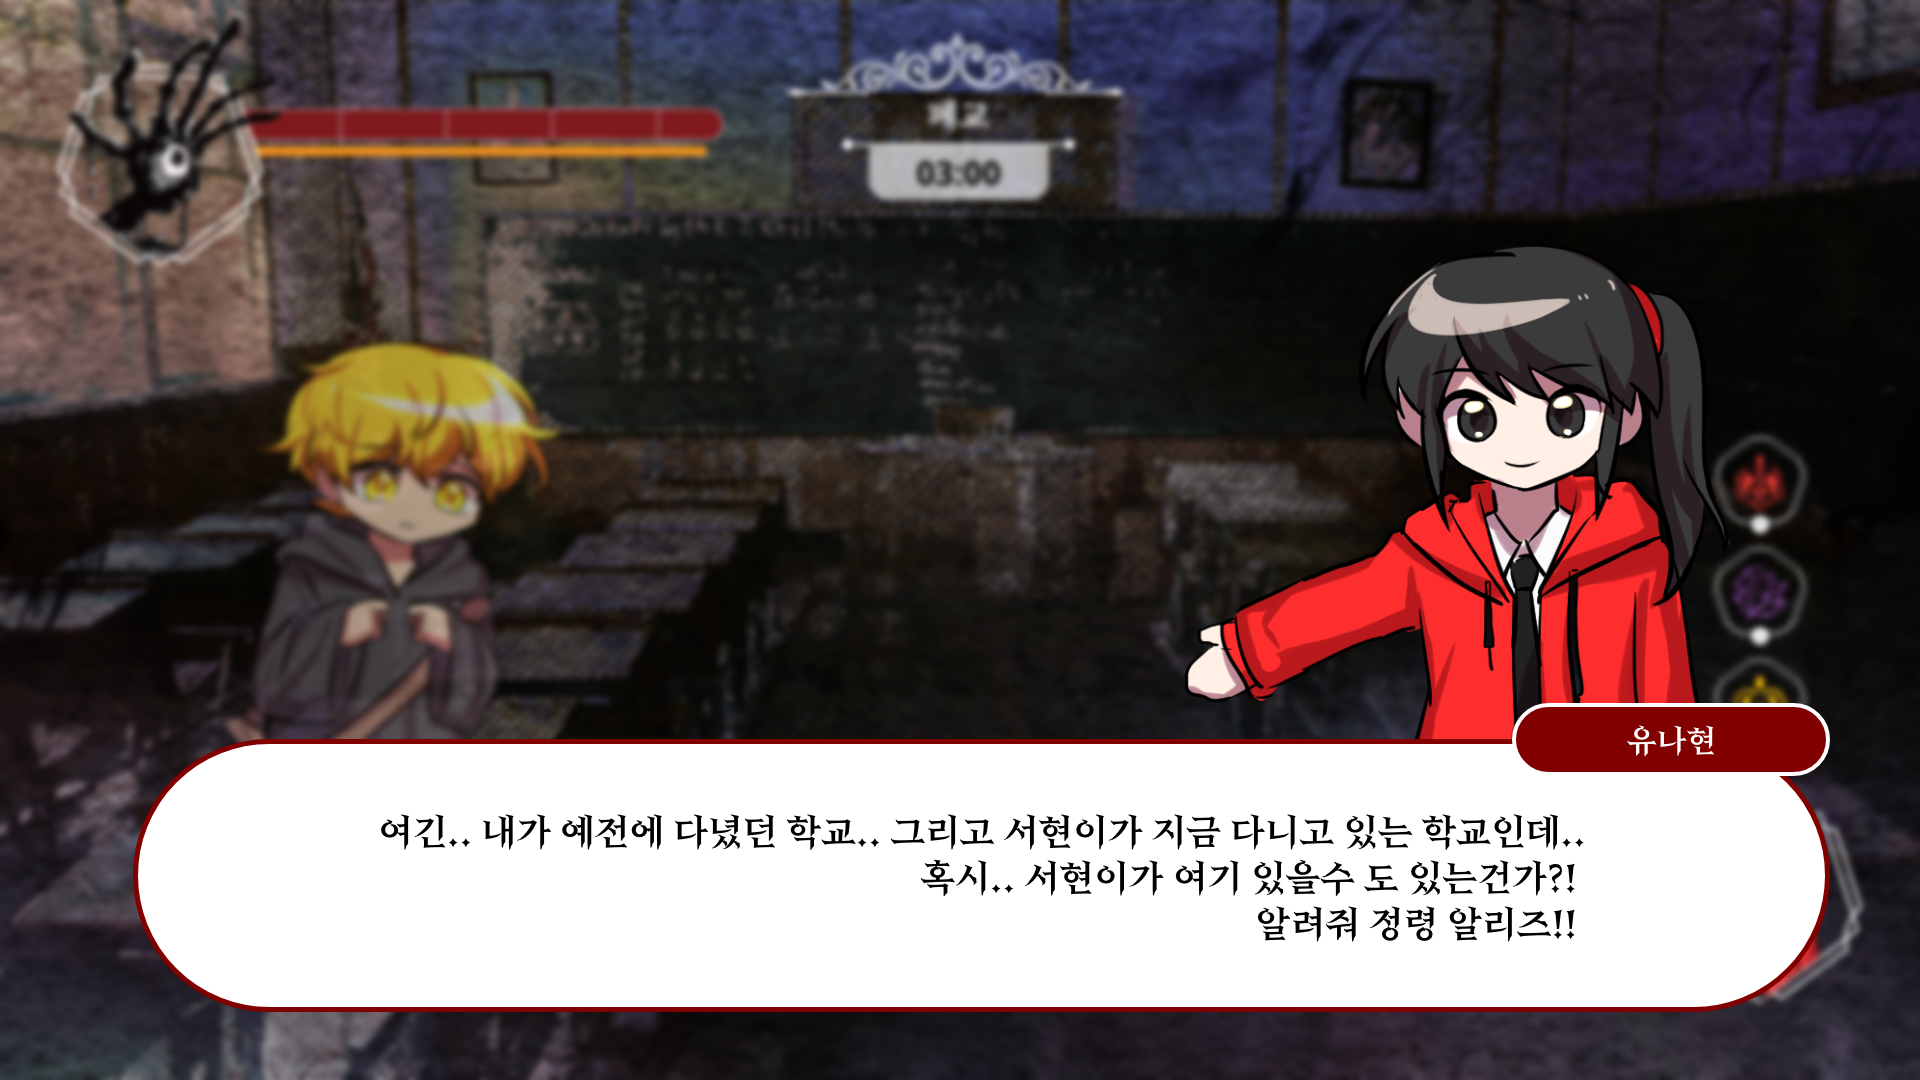 폐교
03:00
유나현
여긴.. 내가 예전에 다녔던 학교.. 그리고 서현이가 지금 다니고 있는 학교인데..
혹시.. 서현이가 여기 있을수 도 있는건가?!
알려줘 정령 알리즈!!